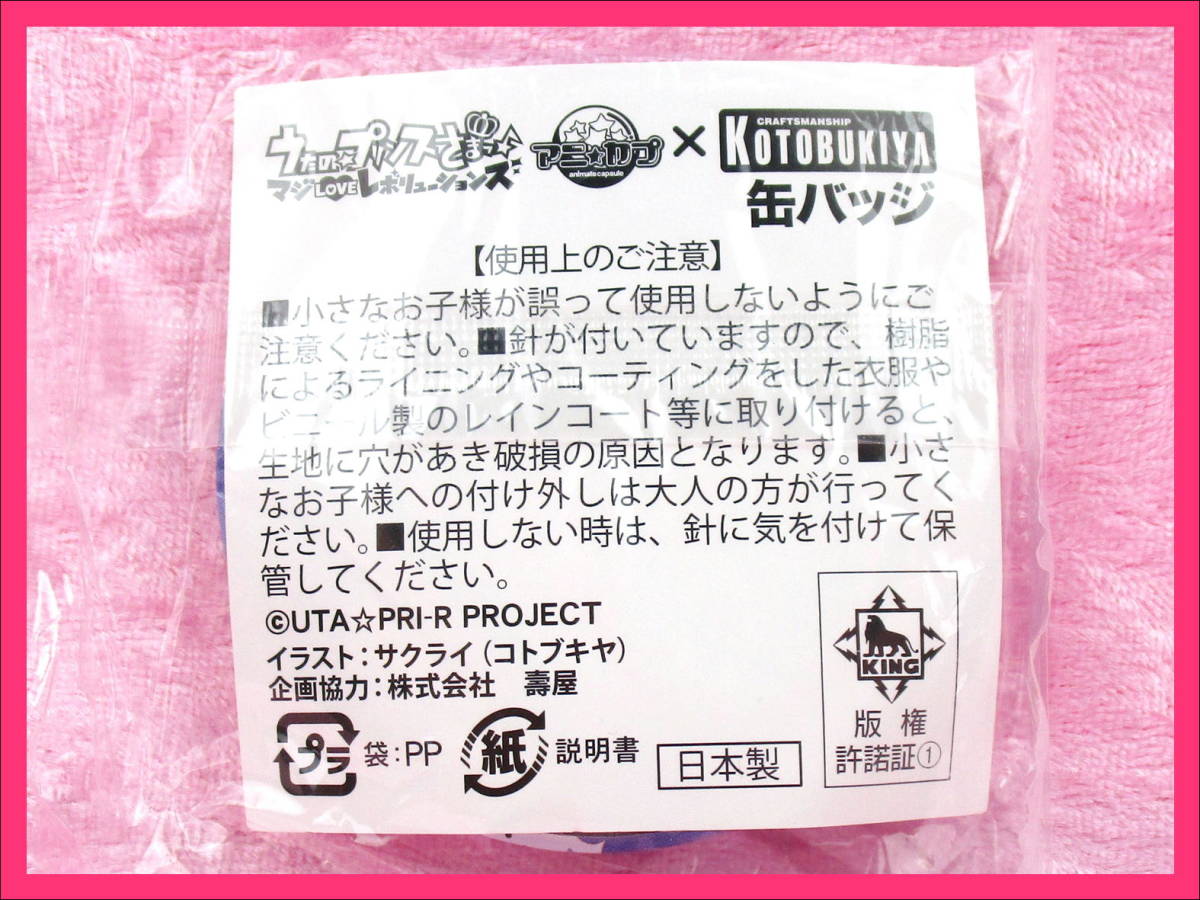 うたの☆プリンスさまっ♪
マジLOVEレボリューションズ
アニ☆カプ
animate capsule
×
CRAFTSMANSHIP
KOTOBUKIYA
缶バッジ
【使用上のご注意】
■小さなお子様が誤って使用しないようにご
注意ください。■針が付いていますので、樹脂
によるライニングやコーティングをした衣服や
ビニール製のレインコート等に取り付けると、
生地に穴があき破損の原因となります。■小さ
なお子様への付け外しは大人の方が行ってく
ださい。■使用しない時は、針に気を付けて保
管してください。
©UTA☆PRI-R PROJECT
イラスト:サクライ(コトブキヤ)
企画協力:株式会社 壽屋
プラ 袋:PP 紙 説明書
日本製
KING
版権
許諾証①